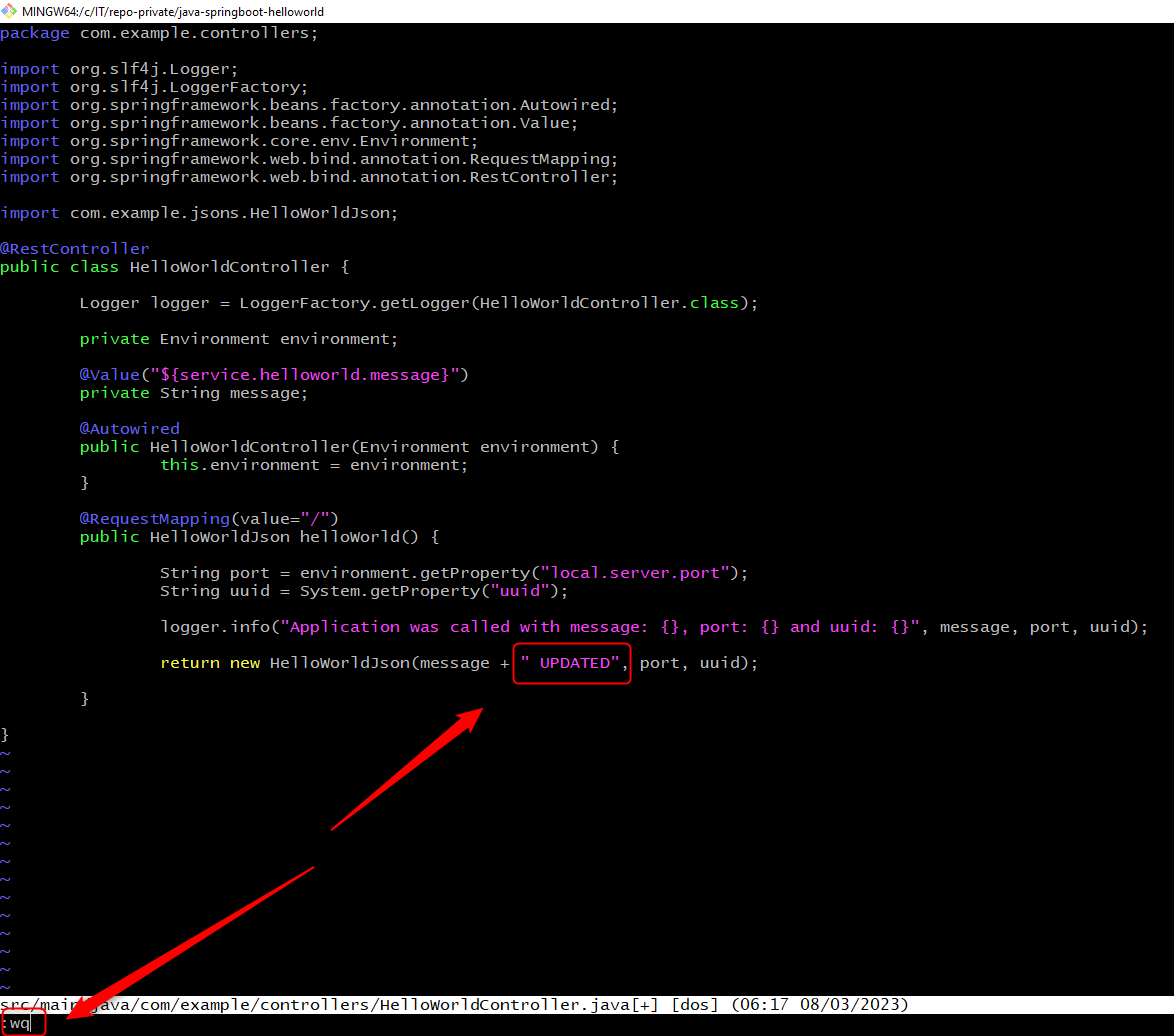 MINGW64:/c/IT/repo-private/java-springboot-helloworld
package com.example.controllers;
import org.slf4j.Logger;
import org.slf4j.LoggerFactory;
import org.springframework.beans.factory.annotation.Autowired;
import org.springframework.beans.factory.annotation.Value;
import org.springframework.core.env.Environment;
import org.springframework.web.bind.annotation.RequestMapping;
import org.springframework.web.bind.annotation.RestController;
import com.example.jsons.HelloWorldJson;
@RestController
public class HelloWorldController {
Logger logger = LoggerFactory.getLogger(HelloWorldController.class);
private Environment environment;
@Value("${service.helloworld.message}")
private String message;
@Autowired
public HelloWorldController(Environment environment) {
this.environment = environment;
}
@RequestMapping(value="/")
public HelloWorldJson helloWorld() {
String port = environment.getProperty("local.server.port");
String uuid = System.getProperty("uuid");
logger.info("Application was called with message: {}, port: {} and uuid: {}", message, port, uuid);
return new HelloWorldJson(message + " UPDATED", port, uuid);
}
}
~
~
~
~
~
~
~
~
~
~
~
~
~
~
src/main/java/com/example/controllers/HelloWorldController.java[+] [dos] (06:17 08/03/2023)
:wq